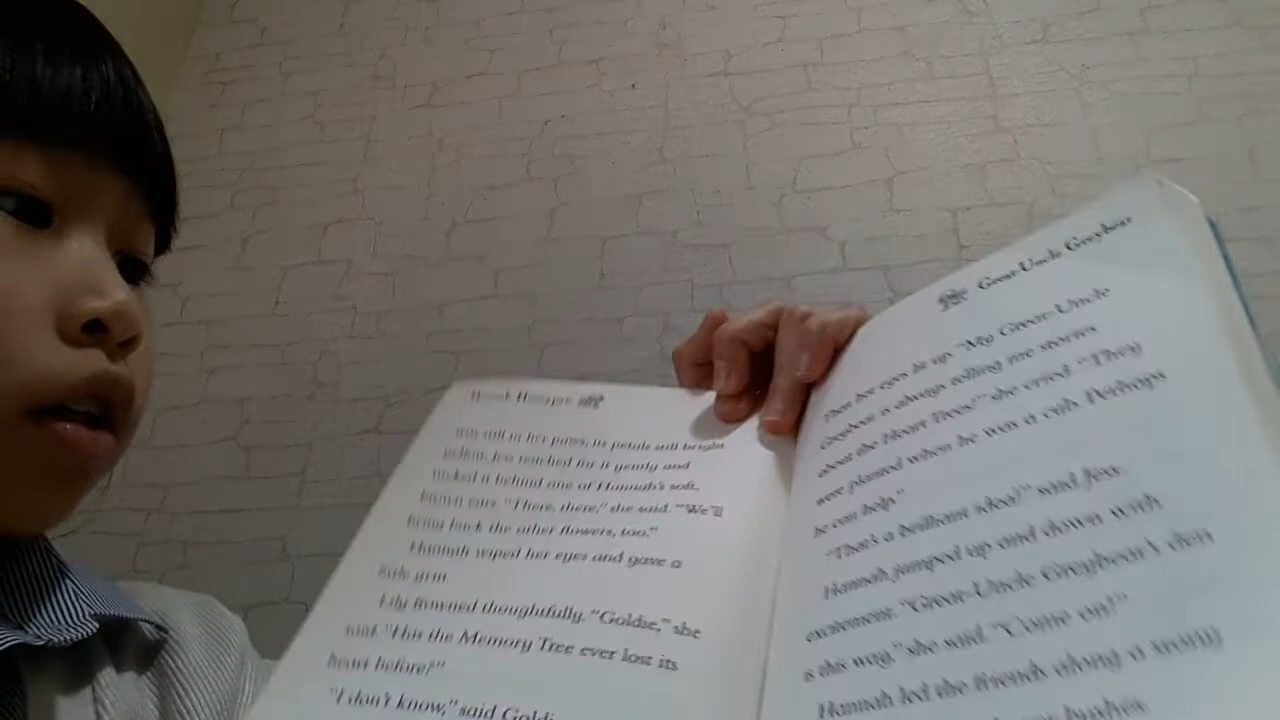 was still in her paws, its petals still bright
yellow. Jess reached for it gently and
tucked it behind one of Hannah's soft,
brown ears. "There, there," she said. "We'll
bring back the other flowers, too."
Hannah wiped her eyes and gave a
little grin.
Lily frowned thoughtfully. "Goldie," she
said. "Has the Memory Tree ever lost its
heart before?"
"I don't know," said Goldie
Great-Uncle Greybear
Then her eyes lit up. "My Great-Uncle
Greybear is always telling me stories
about the Heart Trees!" she cried. "They
were planted when he was a cub. Perhaps
he can help."
"That's a brilliant idea!" said Jess.
Hannah jumped up and down with
excitement. "Great-Uncle Greybear's den
is this way," she said. "Come on!"
Hannah led the friends along a
bushes